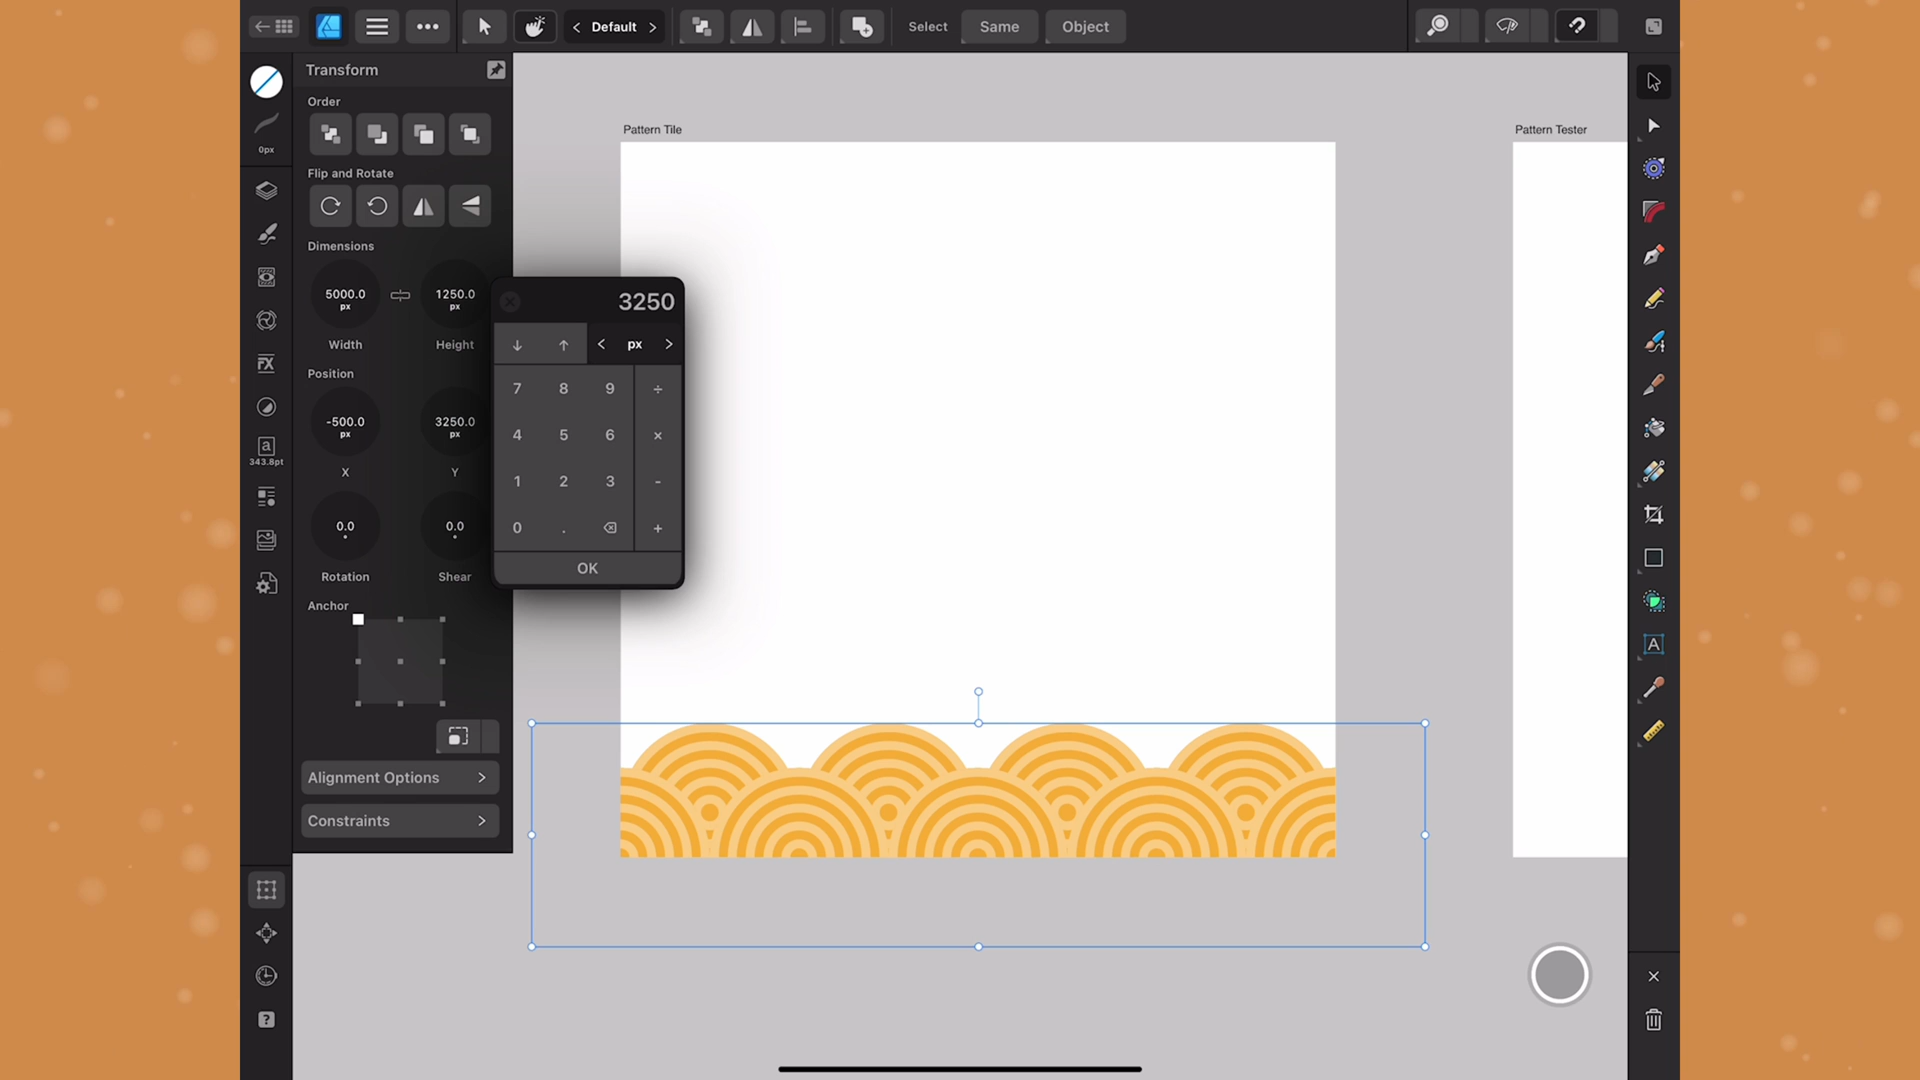 Default
Select
Same
Object
Transform
Order
Flip and Rotate
Dimensions
5000.0
px
1250.0
px
Width
Height
Position
-500.0
px
3250.0
px
X
Y
0.0
0.0
Rotation
Shear
Anchor
Alignment Options
Constraints
0px
a
343.8pt
?
3250
px
7 8 9 ÷
4 5 6 ×
1 2 3 -
0 . +
OK
Pattern Tile
Pattern Tester
FX
A